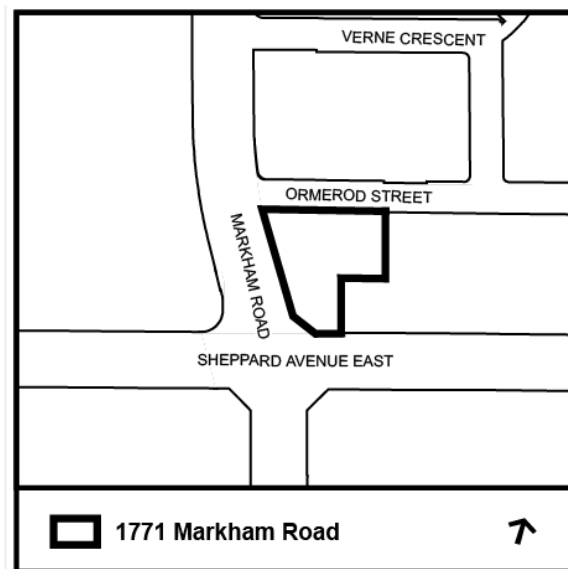 VERNE CRESCENT
ORMEROD STREET
MARKHAM ROAD
SHEPPARD AVENUE EAST
1771 Markham Road